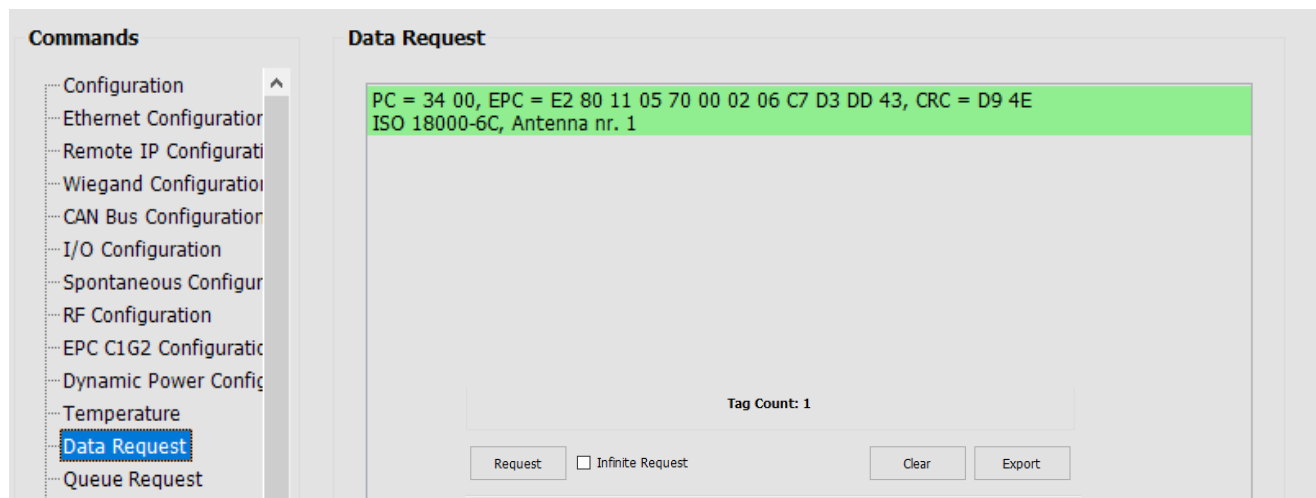 Commands
Configuration
Ethernet Configuration
Remote IP Configurati
Wiegand Configuration
CAN Bus Configuration
I/O Configuration
Spontaneous Configur
RF Configuration
EPC C1G2 Configuratic
Dynamic Power Config
Temperature
Data Request
Queue Request
Data Request
PC = 34 00, EPC = E2 80 11 05 70 00 02 06 C7 D3 DD 43, CRC = D9 4E
ISO 18000-6C, Antenna nr. 1
Tag Count: 1
Request
Infinite Request
Clear
Export